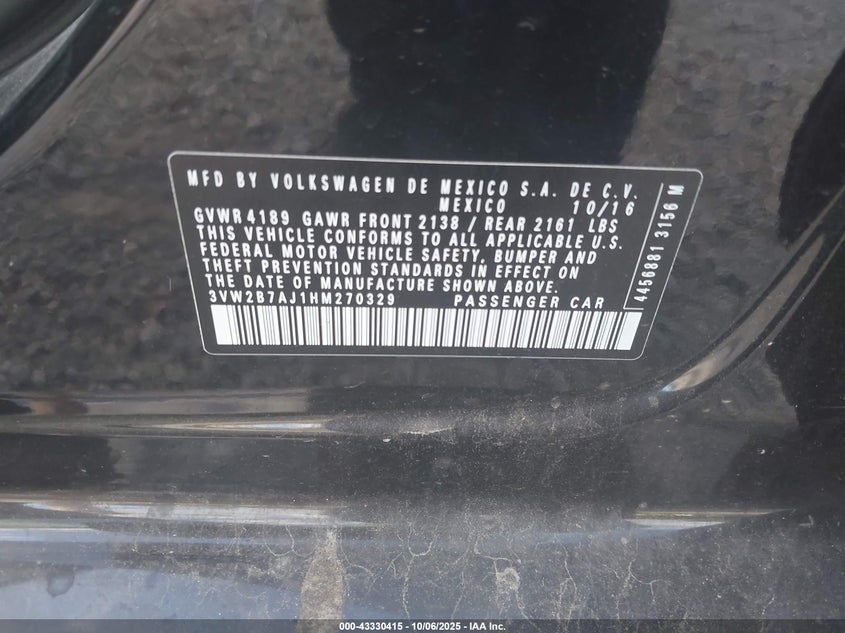 MFD BY VOLKSWAGEN DE MEXICO S.A. DE C.V.
MEXICO 10/16
GVWR 4189 GAWR FRONT 2138 / REAR 2161 LBS
THIS VEHICLE CONFORMS TO ALL APPLICABLE U.S.
FEDERAL MOTOR VEHICLE SAFETY, BUMPER AND
THEFT PREVENTION STANDARDS IN EFFECT ON
THE DATE OF MANUFACTURE SHOWN ABOVE.
3VW2B7AJ1HM270329 PASSENGER CAR
4456881 3156 M
000-43330415 - 10/06/2025 - IAA Inc.